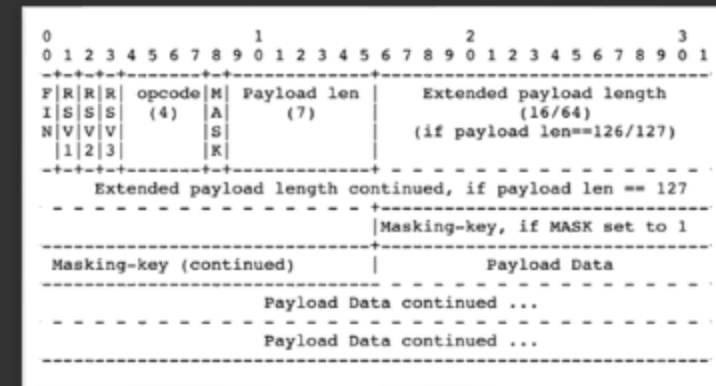 0                   1                   2                   3
0 1 2 3 4 5 6 7 8 9 0 1 2 3 4 5 6 7 8 9 0 1 2 3 4 5 6 7 8 9 0 1
F|R|R|R| opcode|M| Payload len | Extended payload length
I|S|S|S| (4) |A| (7) | (16/64)
N|V|V|V| |S| | (if payload len==126/127)
|1|2|3| |K| |
Extended payload length continued, if payload len == 127
|Masking-key, if MASK set to 1
Masking-key (continued) | Payload Data
Payload Data continued ...
Payload Data continued ...